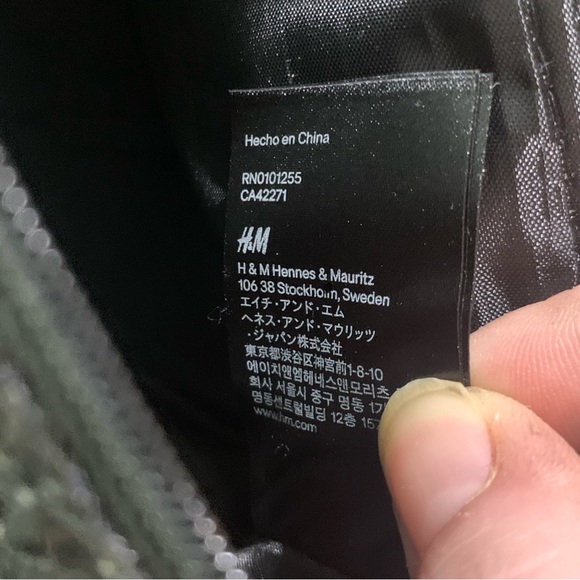 Hecho en China
RN0101255
CA42271
H&M
H & M Hennes & Mauritz
106 38 Stockholm, Sweden
エイチ・アンド・エム
ヘネス・アンド・マウリッツ
・ジャパン株式会社
東京都渋谷区神宮前1-8-10
에이치앤엠헤네스앤모리츠
회사 서울시 중구 명동
명동센트럴빌딩 12층
www.hm.com